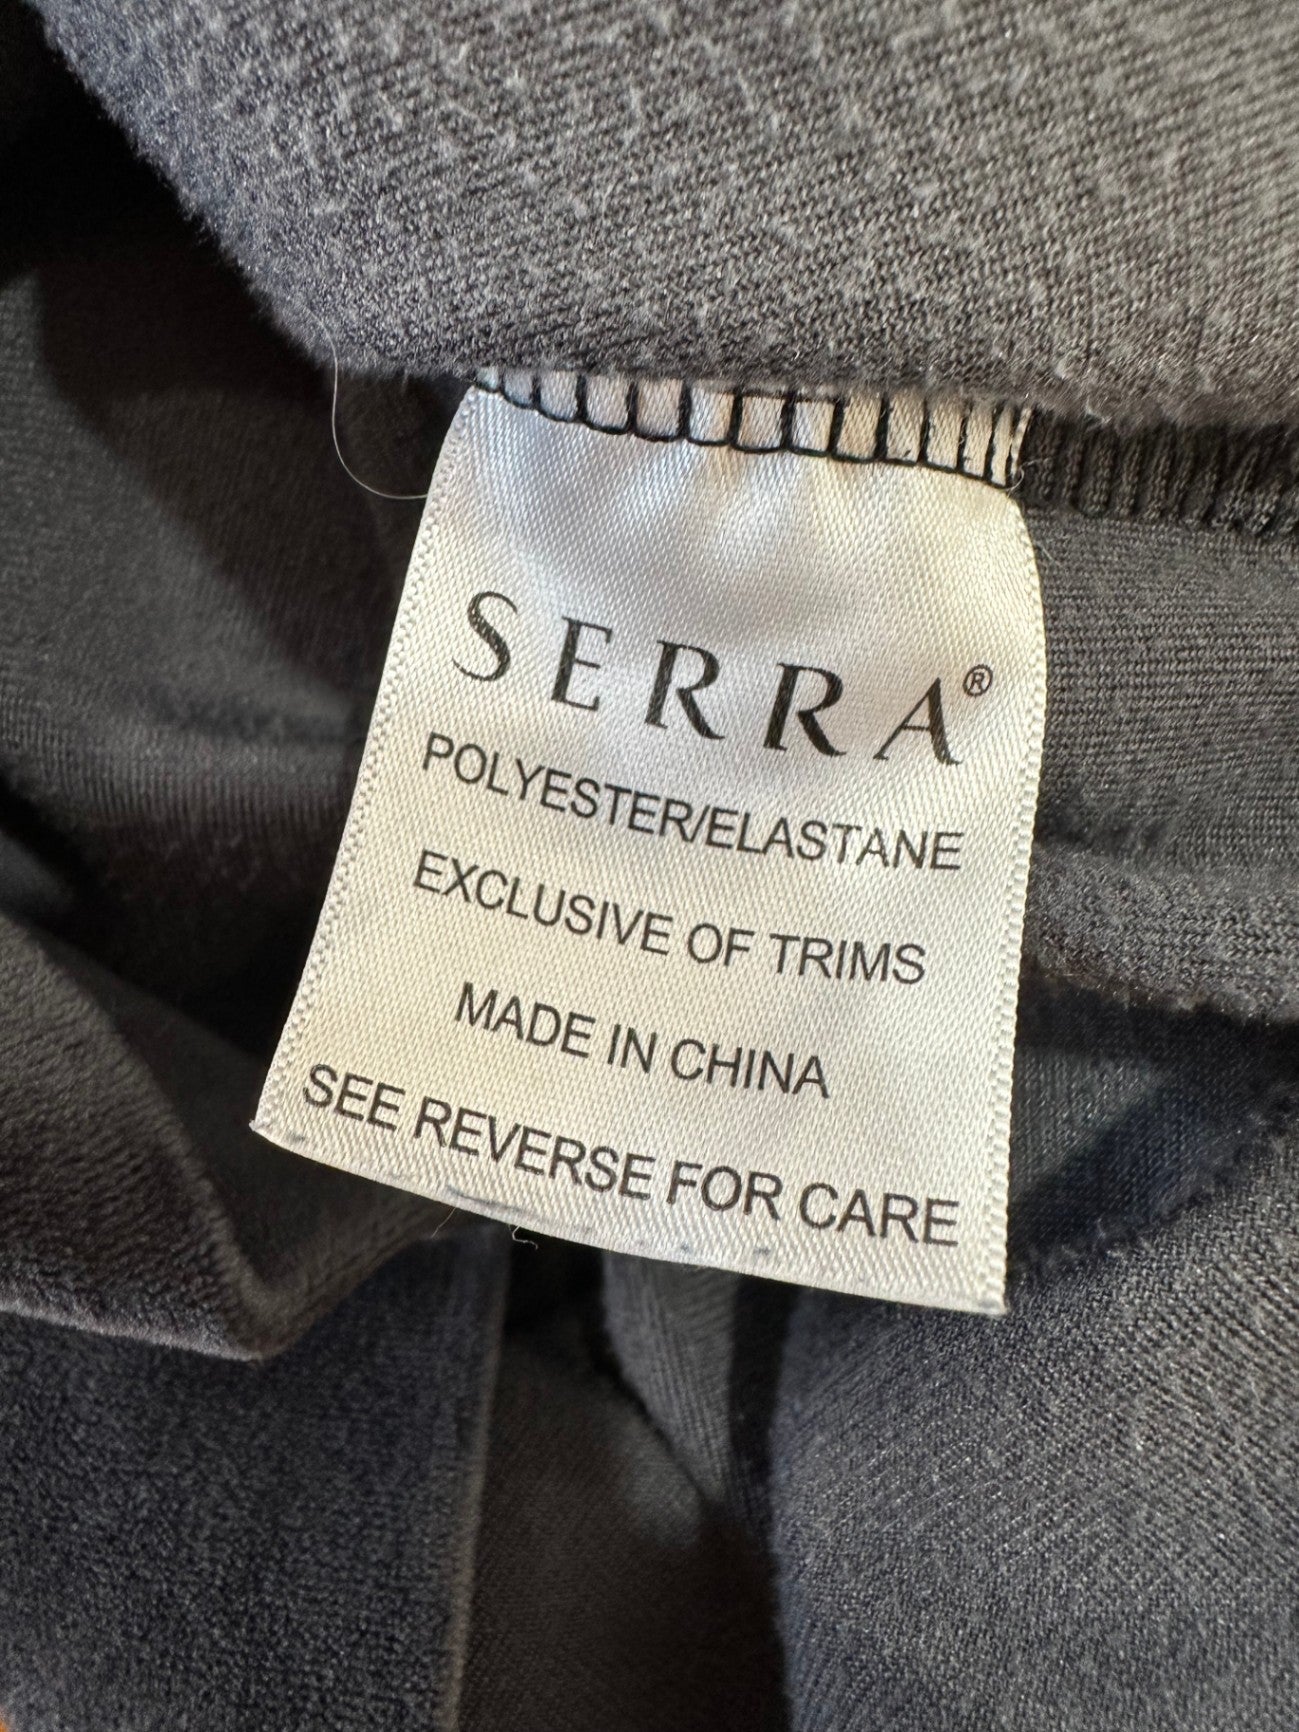 SERRA®
POLYESTER/ELASTANE
EXCLUSIVE OF TRIMS
MADE IN CHINA
SEE REVERSE FOR CARE